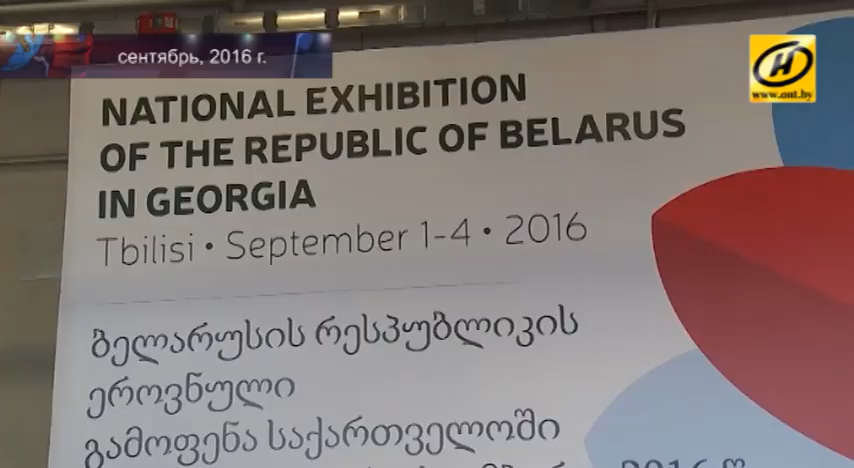 сентябрь, 2016 г.
www.ont.by
NATIONAL EXHIBITION
OF THE REPUBLIC OF BELARUS
IN GEORGIA
Tbilisi • September 1-4 • 2016
ბელარუსის რესპუბლიკის
ეროვნული
გამოფენა საქართველოში